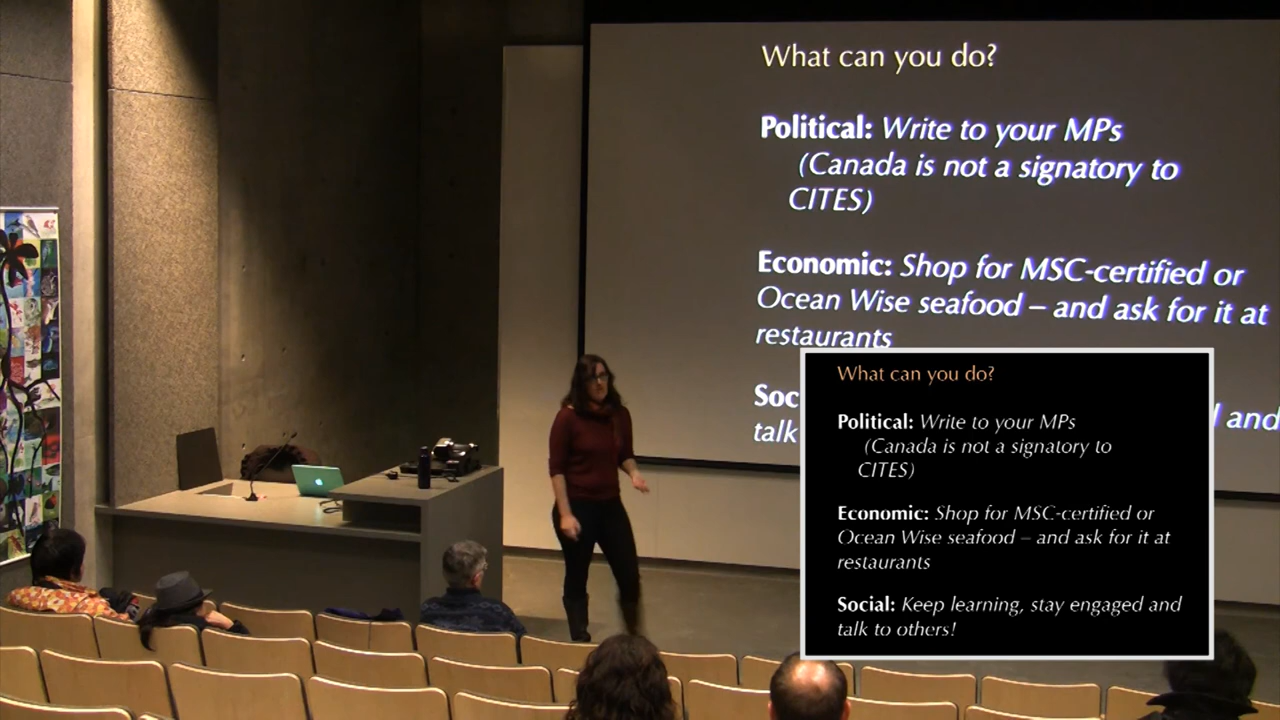 What can you do?
Political: Write to your MPs
(Canada is not a signatory to
CITES)
Economic: Shop for MSC-certified or
Ocean Wise seafood – and ask for it at
restaurants
Soc
talk
and
What can you do?
Political: Write to your MPs
(Canada is not a signatory to
CITES)
Economic: Shop for MSC-certified or
Ocean Wise seafood – and ask for it at
restaurants
Social: Keep learning, stay engaged and
talk to others!